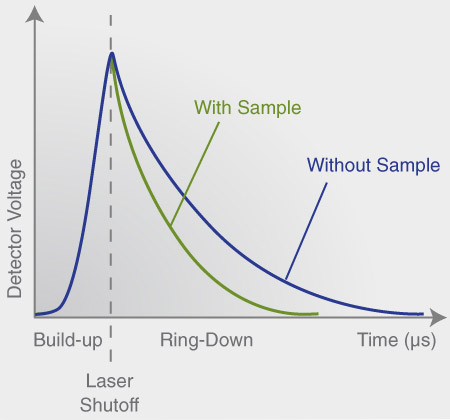 With Sample
Without Sample
Detector Voltage
Build-up
Ring-Down
Time (µs)
Laser
Shutoff